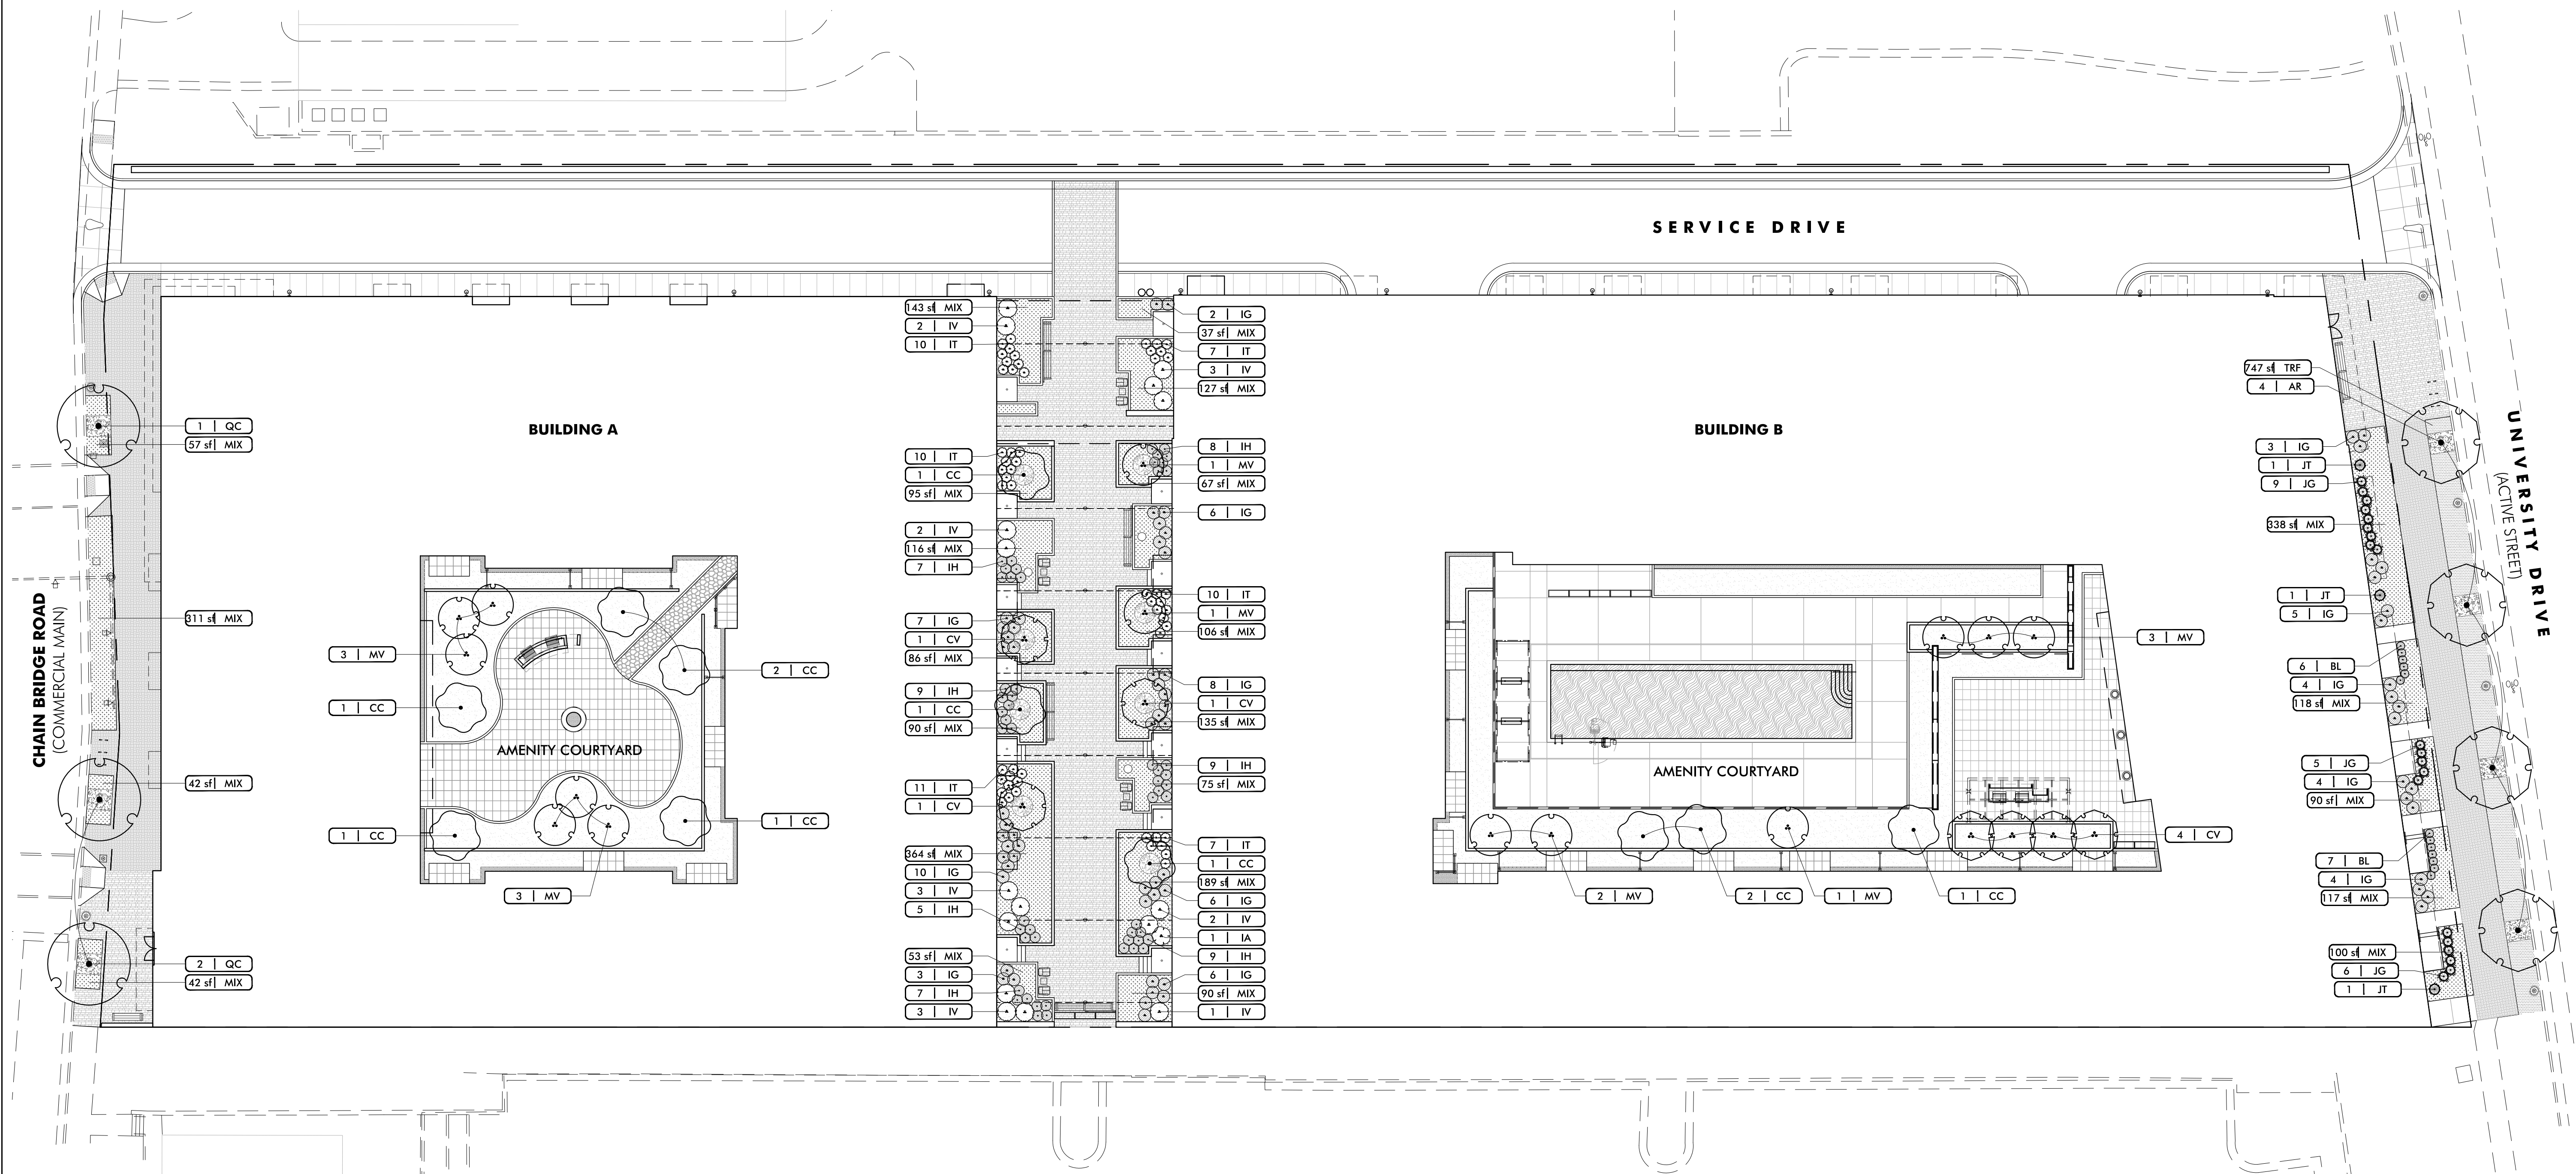 SERVICE DRIVE
CHAIN BRIDGE ROAD
(COMMERCIAL MAIN)
1 | QC
57 sf | MIX
311 sf | MIX
42 sf | MIX
2 | QC
42 sf | MIX
BUILDING A
3 | MV
1 | CC
1 | CC
AMENITY COURTYARD
2 | CC
1 | CC
3 | MV
143 sf | MIX
2 | IV
10 | IT
10 | IT
1 | CC
95 sf | MIX
2 | IV
116 sf | MIX
7 | IH
7 | IG
1 | CV
86 sf | MIX
9 | IH
1 | CC
90 sf | MIX
11 | IT
1 | CV
364 sf | MIX
10 | IG
3 | IV
5 | IH
53 sf | MIX
3 | IG
7 | IH
3 | IV
2 | IG
37 sf | MIX
7 | IT
3 | IV
127 sf | MIX
8 | IH
1 | MV
67 sf | MIX
6 | IG
10 | IT
1 | MV
106 sf | MIX
8 | IG
1 | CV
135 sf | MIX
9 | IH
75 sf | MIX
7 | IT
1 | CC
189 sf | MIX
6 | IG
2 | IV
1 | IA
9 | IH
6 | IG
90 sf | MIX
1 | IV
BUILDING B
AMENITY COURTYARD
3 | MV
4 | CV
2 | MV
2 | CC
1 | MV
1 | CC
747 sf | TRF
4 | AR
3 | IG
1 | JT
9 | JG
338 sf | MIX
1 | JT
5 | IG
6 | BL
4 | IG
118 sf | MIX
5 | JG
4 | IG
90 sf | MIX
7 | BL
4 | IG
117 sf | MIX
100 sf | MIX
6 | JG
1 | JT
UNIVERSITY DRIVE
(ACTIVE STREET)